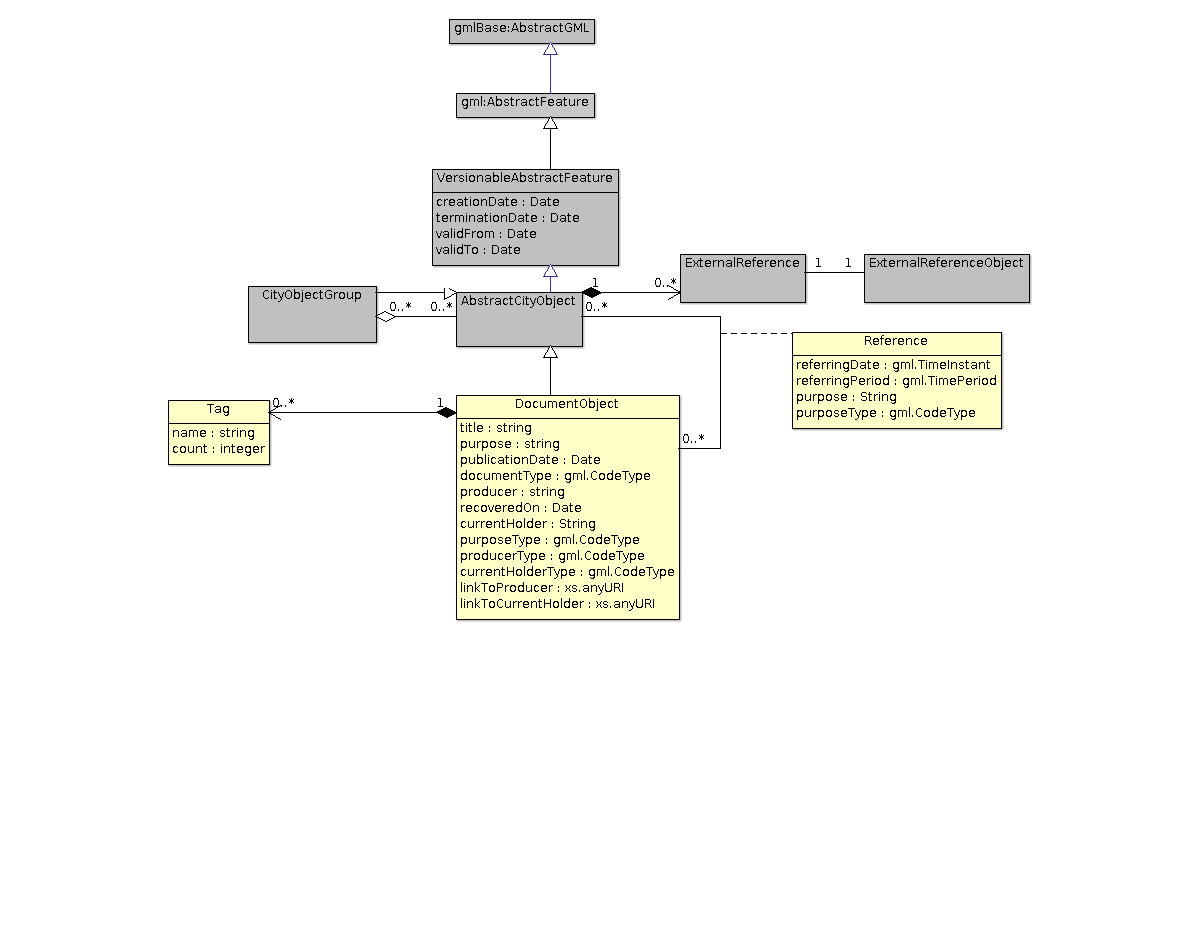 gmlBase:AbstractGML
gml:AbstractFeature
VersionableAbstractFeature
creationDate : Date
terminationDate : Date
validFrom : Date
validTo : Date
ExternalReference
1
1
ExternalReferenceObject
CityObjectGroup
0..*
0..*
AbstractCityObject
1
0..*
0..*
Reference
referringDate : gml.TimeInstant
referringPeriod : gml.TimePeriod
purpose : String
purposeType : gml.CodeType
Tag
name : string
count : integer
0..*
1
DocumentObject
title : string
purpose : string
publicationDate : Date
documentType : gml.CodeType
producer : string
recoveredOn : Date
currentHolder : String
purposeType : gml.CodeType
producerType : gml.CodeType
currentHolderType : gml.CodeType
linkToProducer : xs.anyURI
linkToCurrentHolder : xs.anyURI
0..*